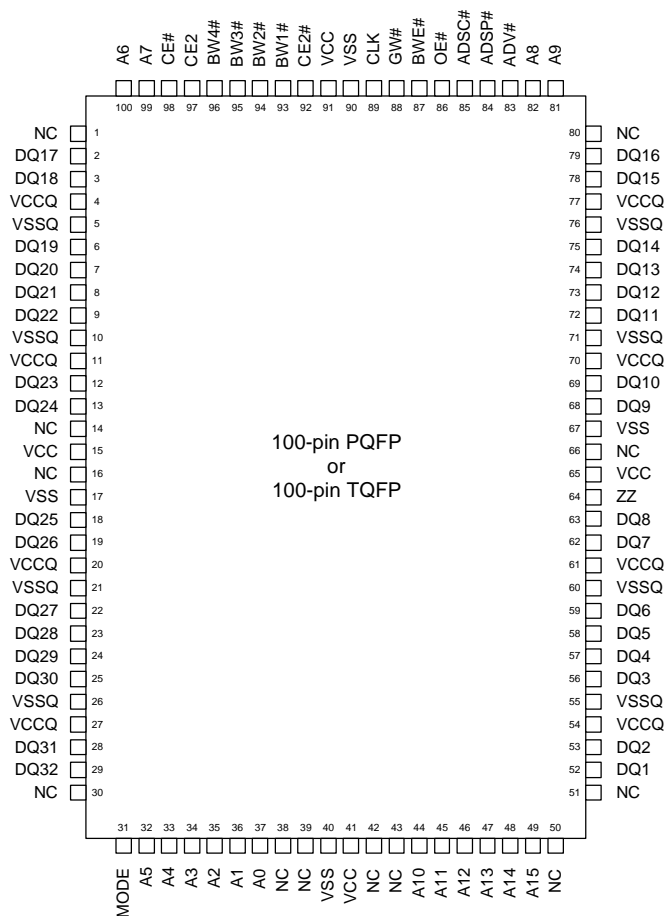 A6 A7 CE# CE2 BW4# BW3# BW2# BW1# CE2# VCC VSS CLK GW# BWE# OE# ADSC# ADSP# ADV# A8 A9
100 99 98 97 96 95 94 93 92 91 90 89 88 87 86 85 84 83 82 81
NC 1 80 NC
DQ17 2 79 DQ16
DQ18 3 78 DQ15
VCCQ 4 77 VCCQ
VSSQ 5 76 VSSQ
DQ19 6 75 DQ14
DQ20 7 74 DQ13
DQ21 8 73 DQ12
DQ22 9 72 DQ11
VSSQ 10 71 VSSQ
VCCQ 11 70 VCCQ
DQ23 12 69 DQ10
DQ24 13 68 DQ9
NC 14 67 VSS
VCC 15 66 NC
NC 16 65 VCC
VSS 17 64 ZZ
100-pin PQFP
or
100-pin TQFP
DQ25 18 63 DQ8
DQ26 19 62 DQ7
VCCQ 20 61 VCCQ
VSSQ 21 60 VSSQ
DQ27 22 59 DQ6
DQ28 23 58 DQ5
DQ29 24 57 DQ4
DQ30 25 56 DQ3
VSSQ 26 55 VSSQ
VCCQ 27 54 VCCQ
DQ31 28 53 DQ2
DQ32 29 52 DQ1
NC 30 51 NC
31 32 33 34 35 36 37 38 39 40 41 42 43 44 45 46 47 48 49 50
MODE A5 A4 A3 A2 A1 A0 NC NC VSS VCC NC NC A10 A11 A12 A13 A14 A15 NC